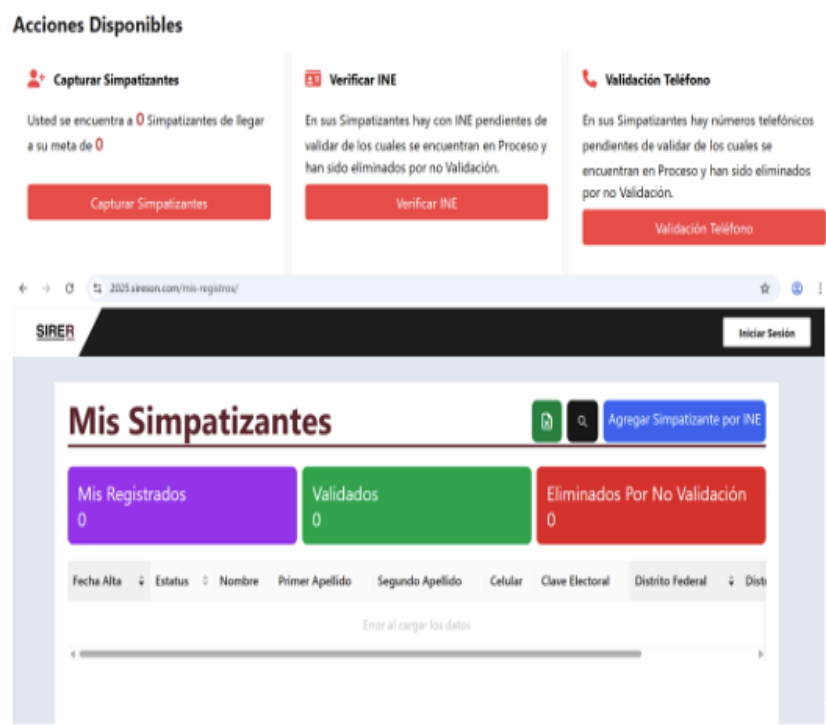 Acciones Disponibles
Capturar Simpatizantes
Usted se encuentra a 0 Simpatizantes de llegar
a su meta de 0
Capturar Simpatizantes
Verificar INE
En sus Simpatizantes hay con INE pendientes de
validar de los cuales se encuentran en Proceso y
han sido eliminados por no Validación.
Verificar INE
Validación Teléfono
En sus Simpatizantes hay números telefónicos
pendientes de validar de los cuales se
encuentran en Proceso y han sido eliminados
por no Validación.
Validación Teléfono
2025.sireson.com/mis-registros/
SIRER
Iniciar Sesión
Mis Simpatizantes
Agregar Simpatizante por INE
Mis Registrados
0
Validados
0
Eliminados Por No Validación
0
Fecha Alta Estatus Nombre Primer Apellido Segundo Apellido Celular Clave Electoral Distrito Federal Distr
Error al cargar los datos